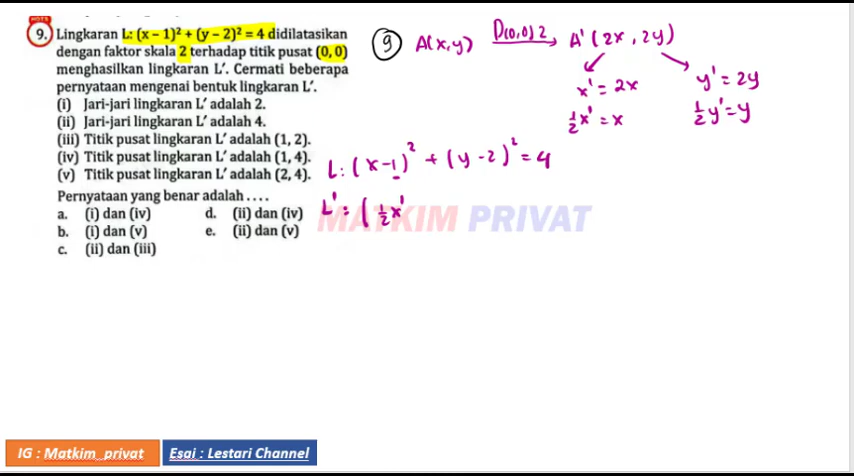 HOTS
9. Lingkaran L: (x – 1)² + (y – 2)² = 4 didilatasikan
dengan faktor skala 2 terhadap titik pusat (0, 0)
menghasilkan lingkaran L′. Cermati beberapa
pernyataan mengenai bentuk lingkaran L′.
(i) Jari-jari lingkaran L′ adalah 2.
(ii) Jari-jari lingkaran L′ adalah 4.
(iii) Titik pusat lingkaran L′ adalah (1, 2).
(iv) Titik pusat lingkaran L′ adalah (1, 4).
(v) Titik pusat lingkaran L′ adalah (2, 4).
Pernyataan yang benar adalah . . . .
a. (i) dan (iv) d. (ii) dan (iv)
b. (i) dan (v) e. (ii) dan (v)
c. (ii) dan (iii)
9 A(x,y) D(0,0) 2 → A'(2x, 2y)
x' = 2x y' = 2y
½x' = x ½y' = y
L: (x-1)² + (y-2)² = 4
L' = (½x'
MATKIM PRIVAT
IG : Matkim_privat Esai : Lestari Channel